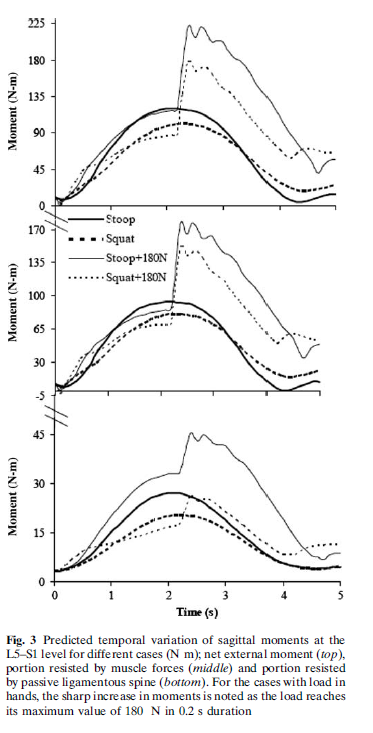 225
180
135
90
45
0
Moment (N-m)
Stoop
Squat
Stoop+180N
Squat+180N
170
135
100
65
30
-5
Moment (N-m)
45
30
15
0
Moment (N-m)
0 1 2 3 4 5
Time (s)
Fig. 3 Predicted temporal variation of sagittal moments at the
L5–S1 level for different cases (N m); net external moment (top),
portion resisted by muscle forces (middle) and portion resisted
by passive ligamentous spine (bottom). For the cases with load in
hands, the sharp increase in moments is noted as the load reaches
its maximum value of 180 N in 0.2 s duration